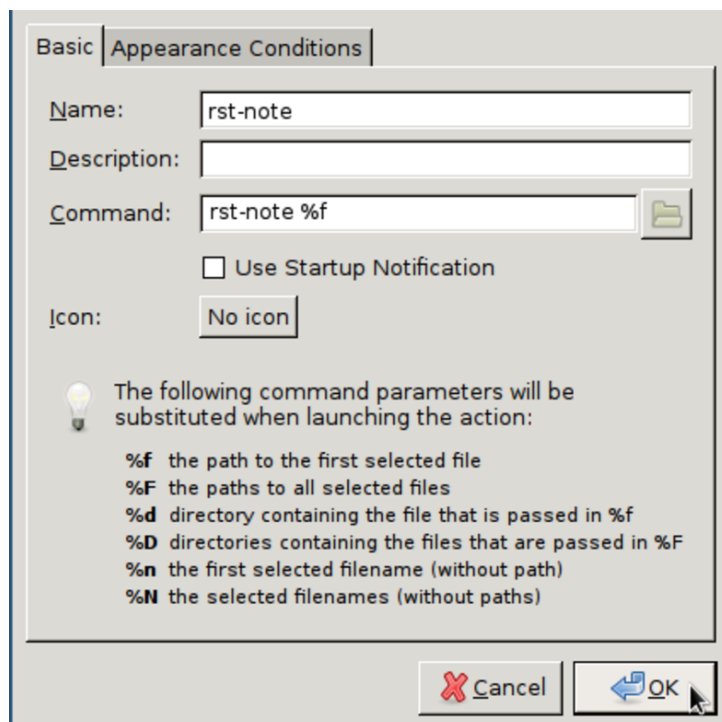 Basic Appearance Conditions
Name: rst-note
Description:
Command: rst-note %f
Use Startup Notification
Icon: No icon
The following command parameters will be
substituted when launching the action:
%f the path to the first selected file
%F the paths to all selected files
%d directory containing the file that is passed in %f
%D directories containing the files that are passed in %F
%n the first selected filename (without path)
%N the selected filenames (without paths)
Cancel OK